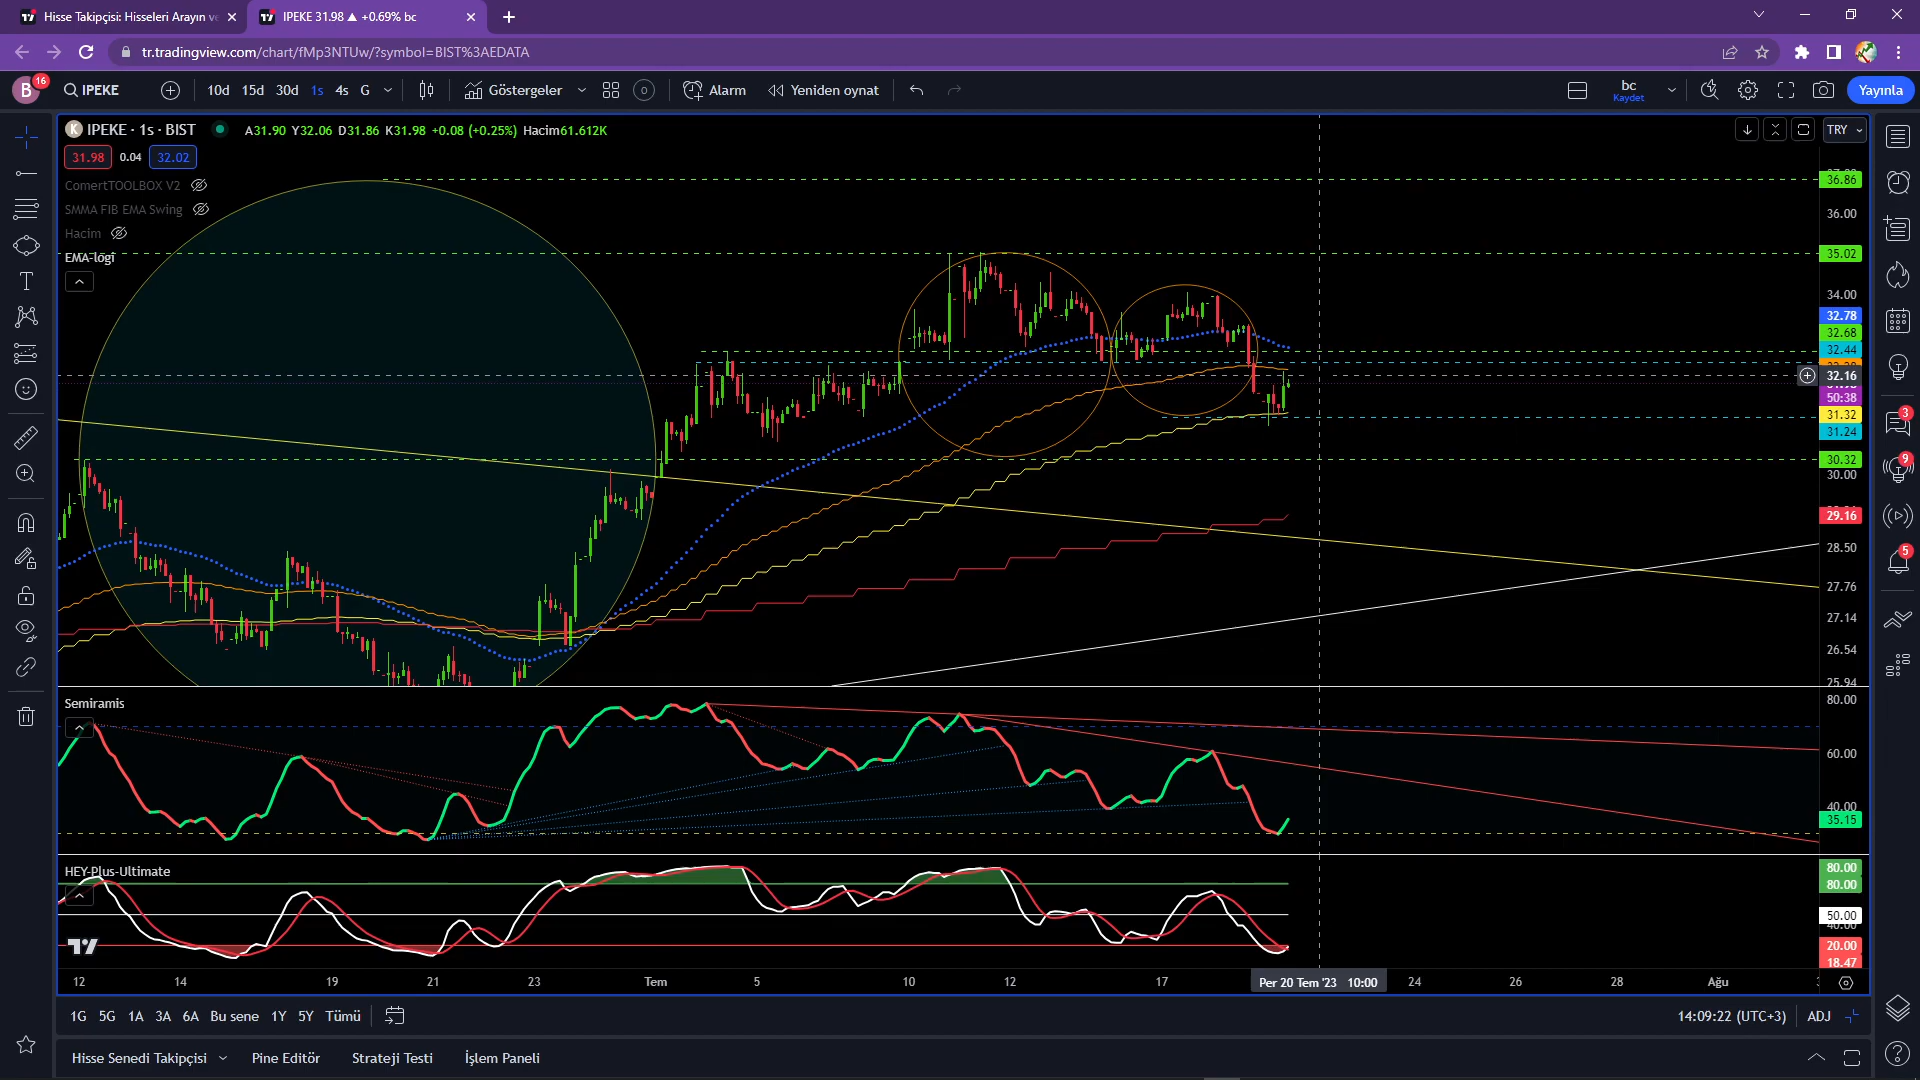 Hisse Takipçisi: Hisseleri Arayın ve
IPEKE 31.98 ▲ +0.69% bc
tr.tradingview.com/chart/fMp3NTUw/?symbol=BIST%3AEDATA
B 16
IPEKE
10d 15d 30d 1s 4s G
Göstergeler
Alarm
Yeniden oynat
bc
Kaydet
Yayınla
K IPEKE · 1s · BIST
A31.90 Y32.06 D31.86 K31.98 +0.08 (+0.25%) Hacim61.612K
TRY
31.98 0.04 32.02
ComertTOOLBOX V2
SMMA FIB EMA Swing
Hacim
EMA-logi
36.86
36.00
35.02
34.00
32.78
32.68
32.44
32.16
50:38
31.32
31.24
30.32
30.00
29.16
28.50
27.76
27.14
26.54
25.94
Semiramis
80.00
60.00
40.00
35.15
HEY-Plus-Ultimate
80.00
80.00
50.00
40.00
20.00
18.47
12 14 19 21 23 Tem 5 10 12 17 Per 20 Tem '23 10:00 24 26 28 Ağu
1G 5G 1A 3A 6A Bu sene 1Y 5Y Tümü
14:09:22 (UTC+3) ADJ
Hisse Senedi Takipçisi Pine Editör Strateji Testi İşlem Paneli
3
9
5